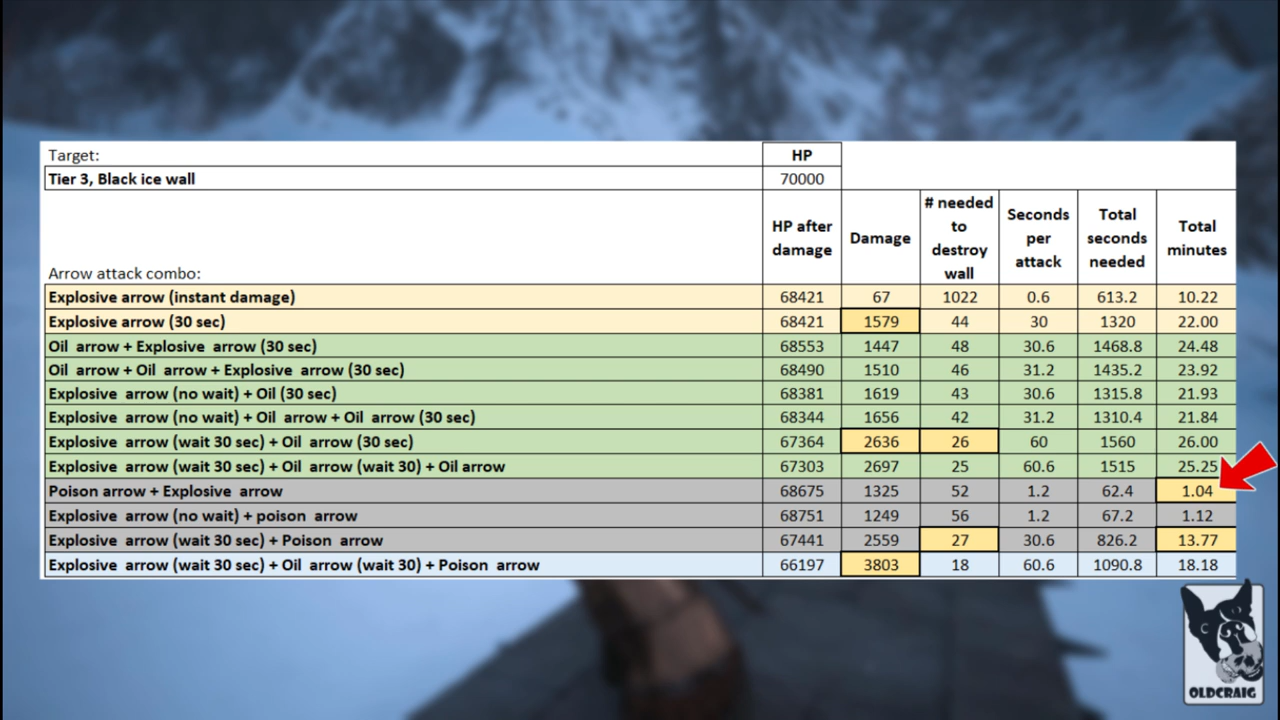 Target: HP
Tier 3, Black ice wall 70000
Arrow attack combo: HP after damage Damage # needed to destroy wall Seconds per attack Total seconds needed Total minutes
Explosive arrow (instant damage) 68421 67 1022 0.6 613.2 10.22
Explosive arrow (30 sec) 68421 1579 44 30 1320 22.00
Oil arrow + Explosive arrow (30 sec) 68553 1447 48 30.6 1468.8 24.48
Oil arrow + Oil arrow + Explosive arrow (30 sec) 68490 1510 46 31.2 1435.2 23.92
Explosive arrow (no wait) + Oil (30 sec) 68381 1619 43 30.6 1315.8 21.93
Explosive arrow (no wait) + Oil arrow + Oil arrow (30 sec) 68344 1656 42 31.2 1310.4 21.84
Explosive arrow (wait 30 sec) + Oil arrow (30 sec) 67364 2636 26 60 1560 26.00
Explosive arrow (wait 30 sec) + Oil arrow (wait 30) + Oil arrow 67303 2697 25 60.6 1515 25.25
Poison arrow + Explosive arrow 68675 1325 52 1.2 62.4 1.04
Explosive arrow (no wait) + poison arrow 68751 1249 56 1.2 67.2 1.12
Explosive arrow (wait 30 sec) + Poison arrow 67441 2559 27 30.6 826.2 13.77
Explosive arrow (wait 30 sec) + Oil arrow (wait 30) + Poison arrow 66197 3803 18 60.6 1090.8 18.18
OLDCRAIG